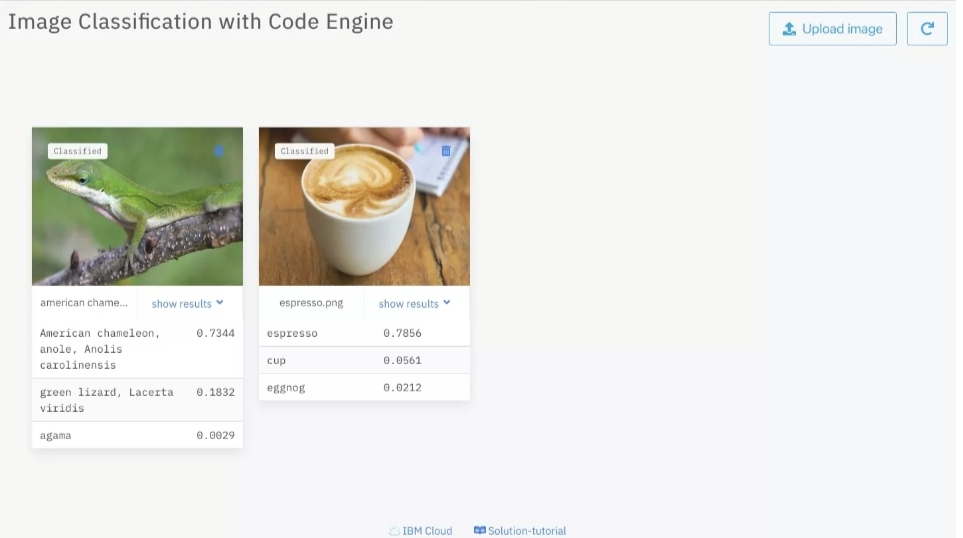 Image Classification with Code Engine
Upload image
Classified
american chame...
show results
American chameleon,
anole, Anolis
carolinensis
0.7344
green lizard, Lacerta
viridis
0.1832
agama
0.0029
Classified
espresso.png
show results
espresso
0.7856
cup
0.0561
eggnog
0.0212
IBM Cloud
Solution-tutorial